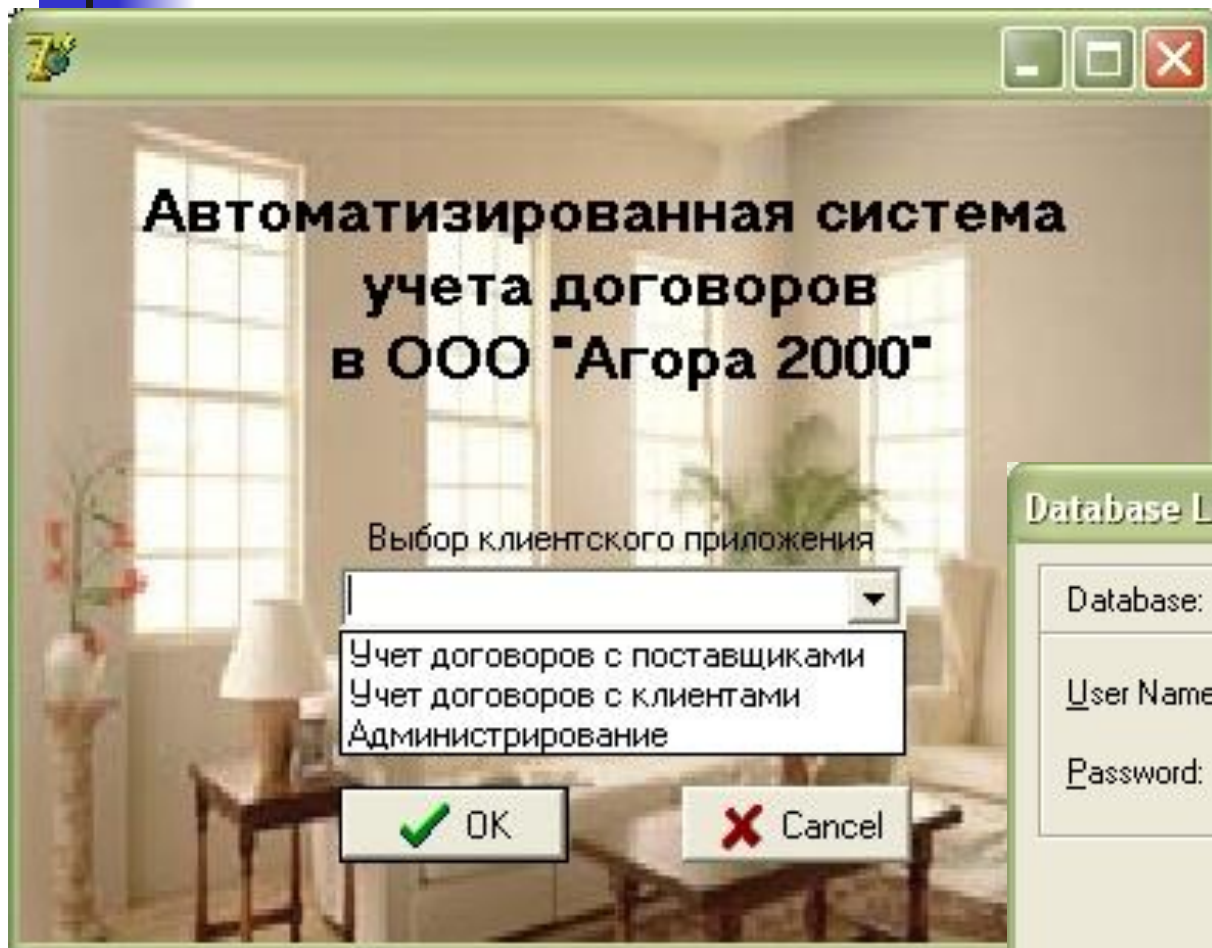 Автоматизированная система
учета договоров
в ООО "Агора 2000"
Выбор клиентского приложения
Учет договоров с поставщиками
Учет договоров с клиентами
Администрирование
OK
Cancel
Database L
Database:
User Name
Password: